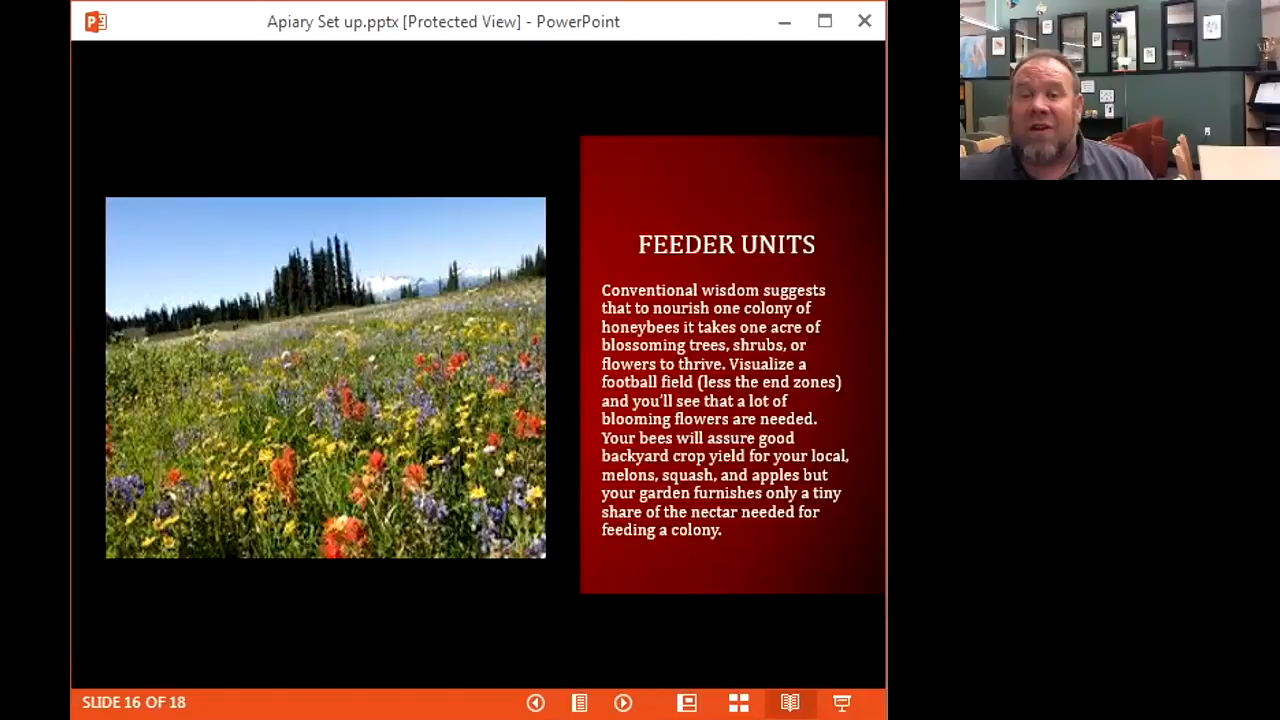 Apiary Set up.pptx [Protected View] - PowerPoint
FEEDER UNITS
Conventional wisdom suggests
that to nourish one colony of
honeybees it takes one acre of
blossoming trees, shrubs, or
flowers to thrive. Visualize a
football field (less the end zones)
and you'll see that a lot of
blooming flowers are needed.
Your bees will assure good
backyard crop yield for your local,
melons, squash, and apples but
your garden furnishes only a tiny
share of the nectar needed for
feeding a colony.
SLIDE 16 OF 18